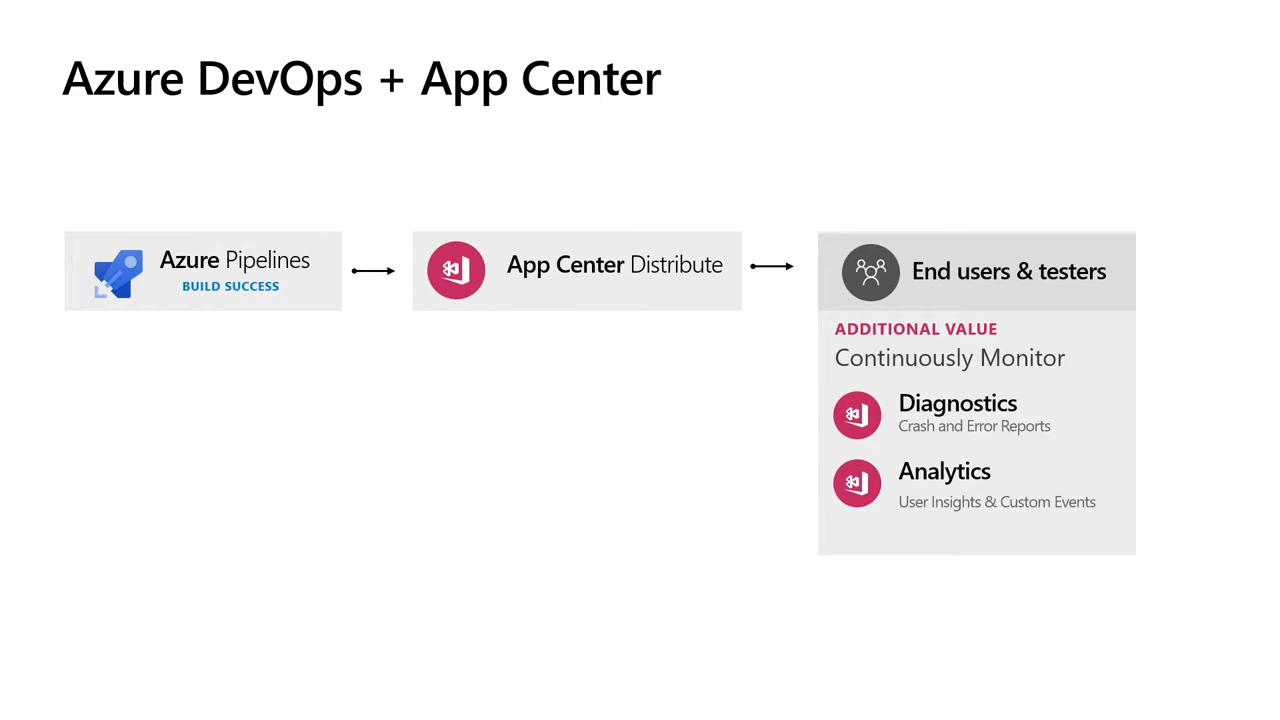 Azure DevOps + App Center
Azure Pipelines
BUILD SUCCESS
App Center Distribute
End users & testers
ADDITIONAL VALUE
Continuously Monitor
Diagnostics
Crash and Error Reports
Analytics
User Insights & Custom Events